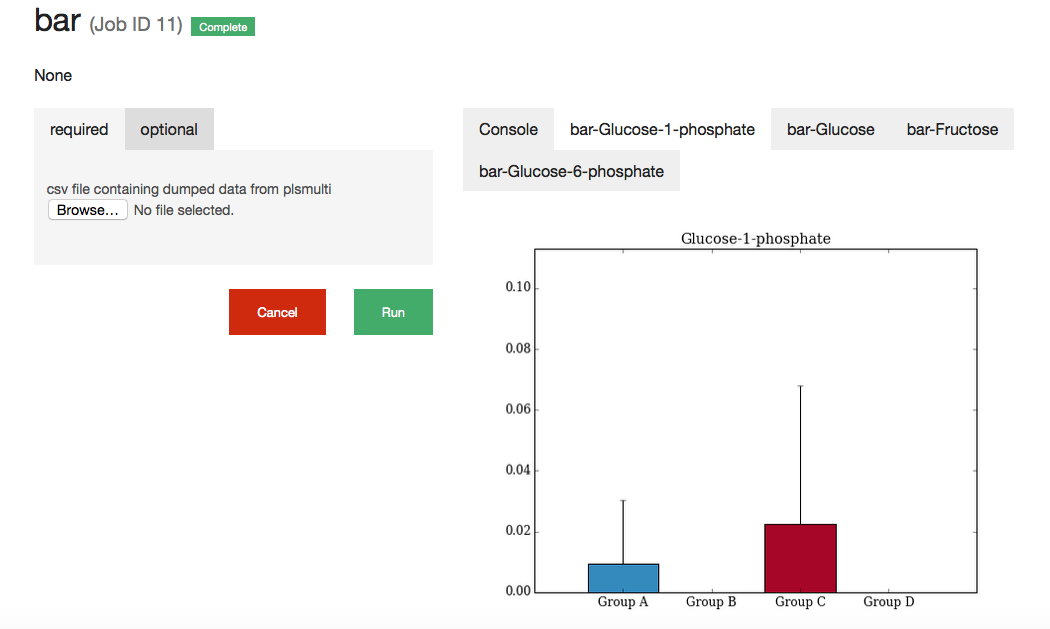 bar (Job ID 11) Complete
None
required optional
csv file containing dumped data from plsmulti
Browse... No file selected.
Cancel Run
Console bar-Glucose-1-phosphate bar-Glucose bar-Fructose
bar-Glucose-6-phosphate
Glucose-1-phosphate
0.10
0.08
0.06
0.04
0.02
0.00
Group A Group B Group C Group D